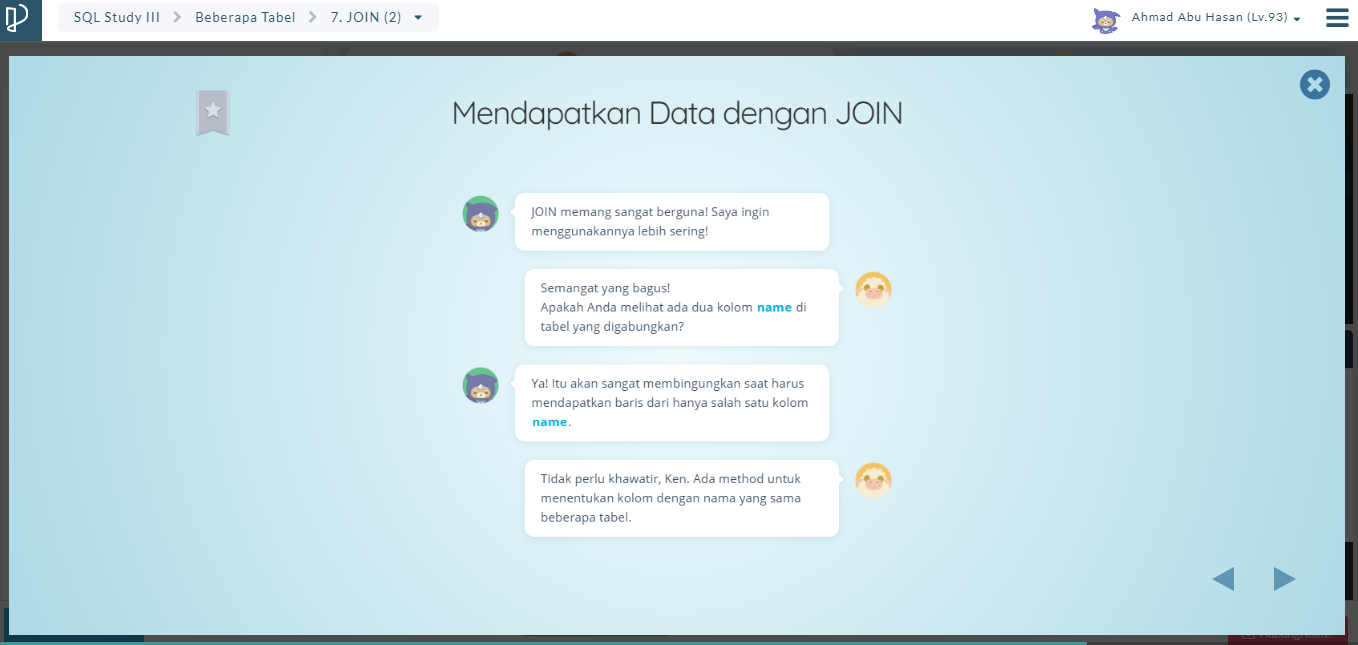 SQL Study III
Beberapa Tabel
7. JOIN (2)
Ahmad Abu Hasan (Lv.93)
Mendapatkan Data dengan JOIN
JOIN memang sangat berguna! Saya ingin
menggunakannya lebih sering!
Semangat yang bagus!
Apakah Anda melihat ada dua kolom name di
tabel yang digabungkan?
Ya! Itu akan sangat membingungkan saat harus
mendapatkan baris dari hanya salah satu kolom
name.
Tidak perlu khawatir, Ken. Ada method untuk
menentukan kolom dengan nama yang sama
beberapa tabel.